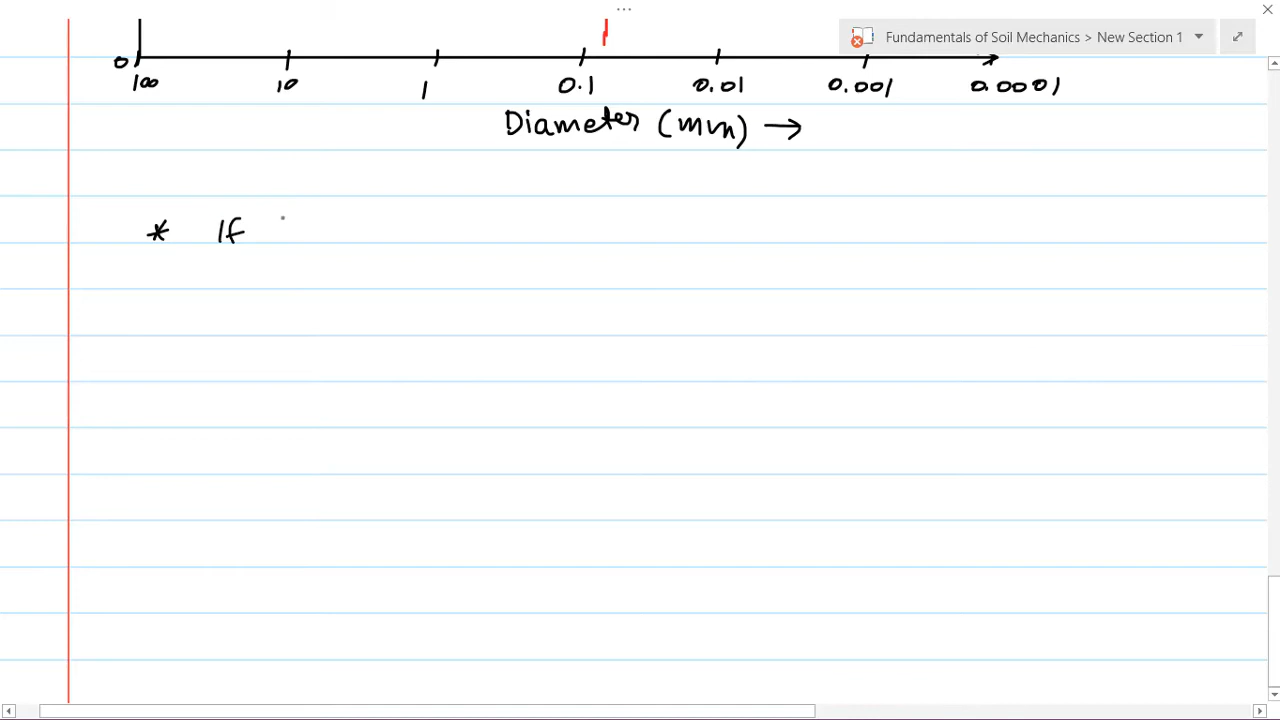 Fundamentals of Soil Mechanics > New Section 1
0
100 10 1 0.1 0.01 0.001 0.0001
Diameter (mm) →
* If